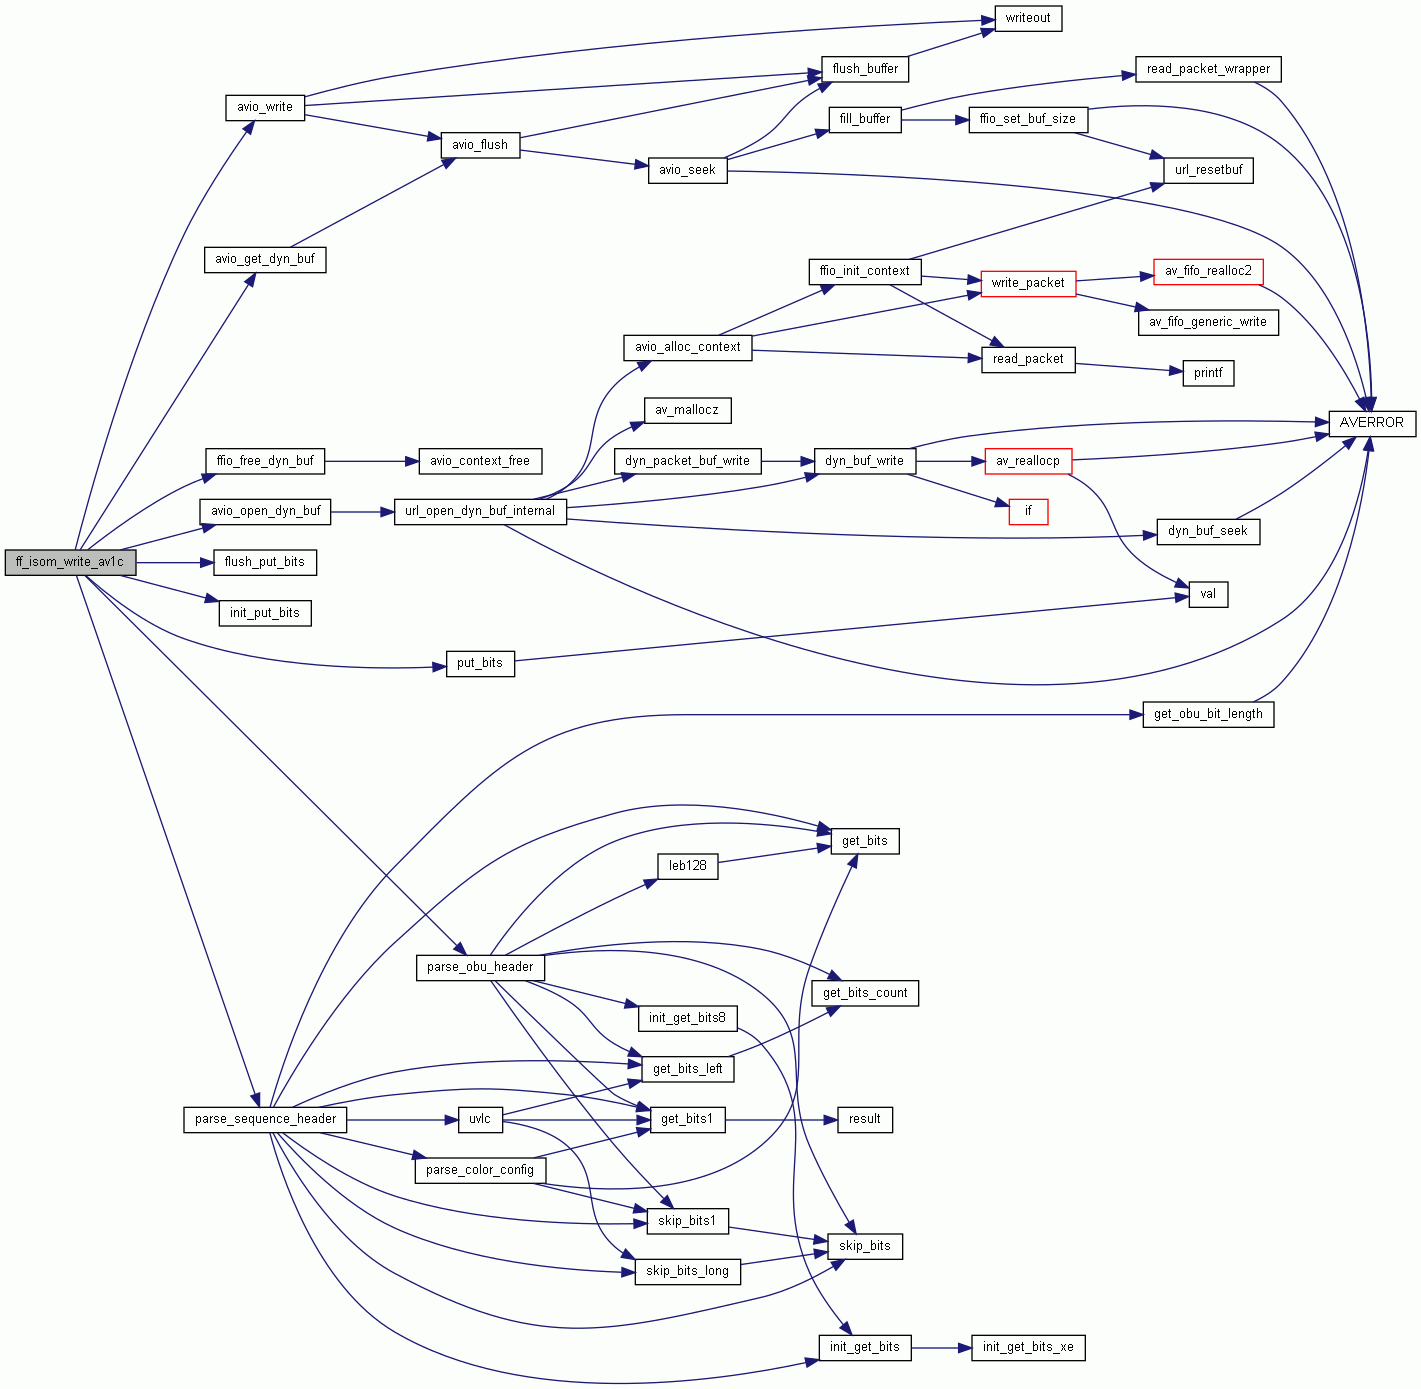 writeout
flush_buffer
read_packet_wrapper
avio_write
fill_buffer
ffio_set_buf_size
avio_flush
avio_seek
url_resetbuf
avio_get_dyn_buf
ffio_init_context
write_packet
av_fifo_realloc2
av_fifo_generic_write
avio_alloc_context
read_packet
printf
av_mallocz
AVERROR
ffio_free_dyn_buf
avio_context_free
dyn_packet_buf_write
dyn_buf_write
av_reallocp
avio_open_dyn_buf
url_open_dyn_buf_internal
if
dyn_buf_seek
ff_isom_write_av1c
flush_put_bits
init_put_bits
val
put_bits
get_obu_bit_length
get_bits
leb128
parse_obu_header
get_bits_count
init_get_bits8
get_bits_left
parse_sequence_header
uvlc
get_bits1
result
parse_color_config
skip_bits1
skip_bits
skip_bits_long
init_get_bits
init_get_bits_xe